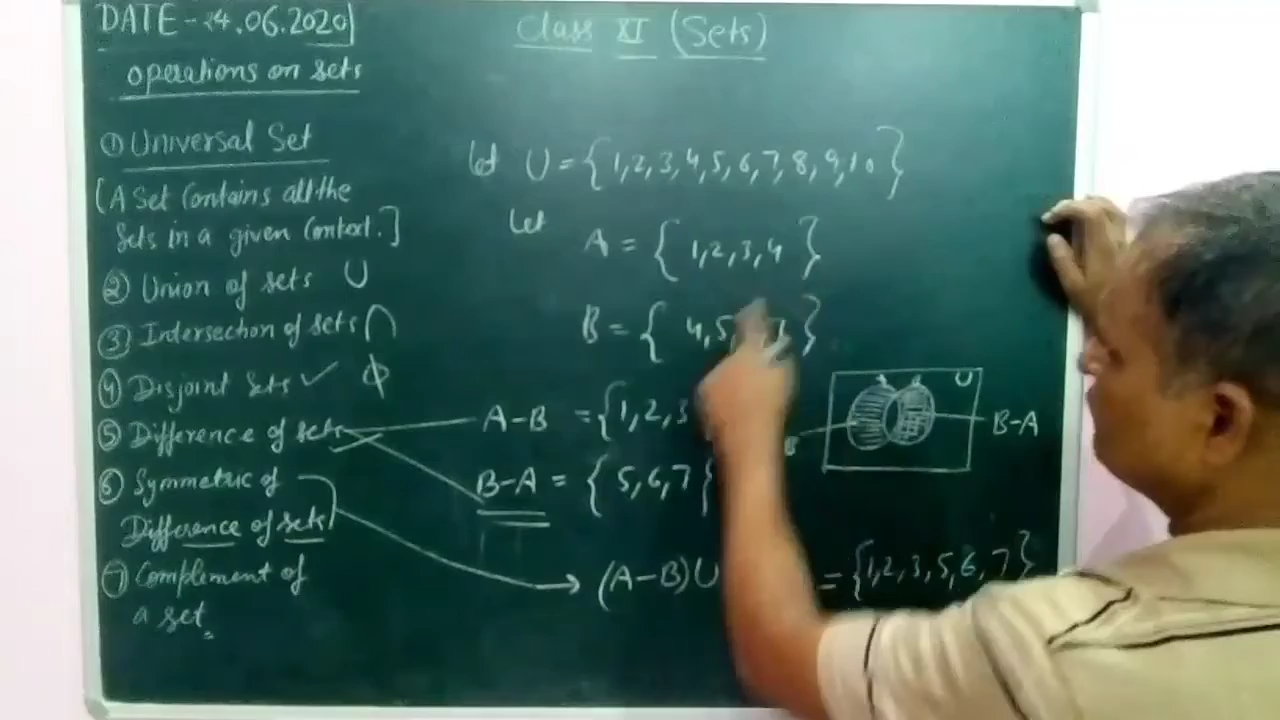 DATE - 24.06.2020
Class XI (Sets)
operations on sets
① Universal Set
[A Set Contains all the
Sets in a given Context.]
② Union of sets ∪
③ Intersection of sets ∩
④ Disjoint sets ✓ ϕ
⑤ Difference of sets
⑥ Symmetric of
Difference of sets
⑦ Complement of
a set
let U = {1,2,3,4,5,6,7,8,9,10}
let
A = {1,2,3,4}
B = {4,5
A-B = {1,2,3
B-A = {5,6,7}
(A-B)∪
= {1,2,3,5,6,7}
U
B-A